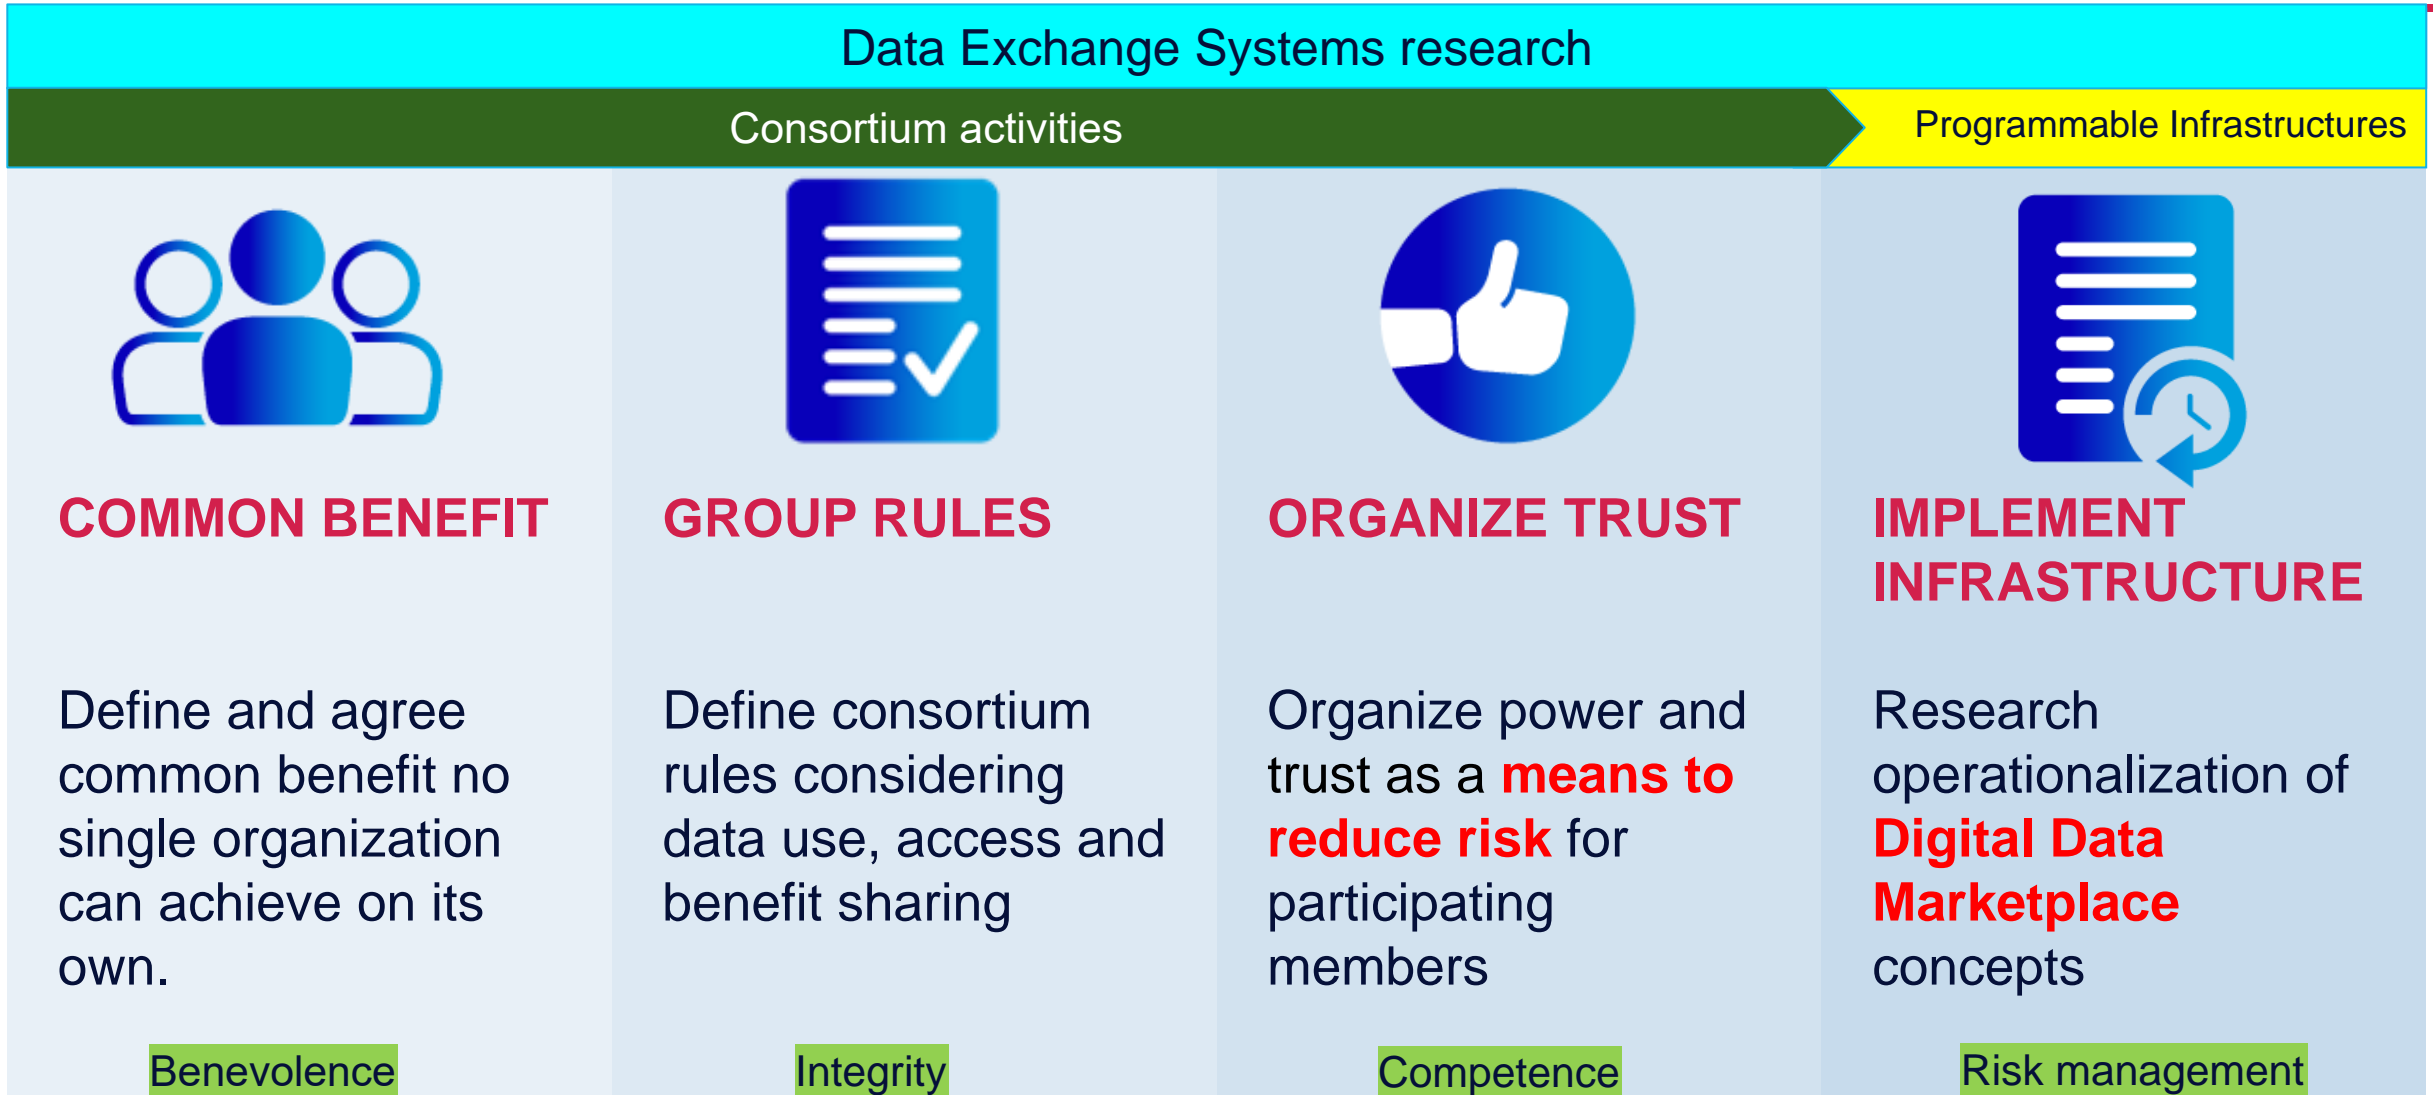 Data Exchange Systems research
Consortium activities
Programmable Infrastructures
COMMON BENEFIT
Define and agree
common benefit no
single organization
can achieve on its
own.
Benevolence
GROUP RULES
Define consortium
rules considering
data use, access and
benefit sharing
Integrity
ORGANIZE TRUST
Organize power and
trust as a means to
reduce risk for
participating
members
Competence
IMPLEMENT
INFRASTRUCTURE
Research
operationalization of
Digital Data
Marketplace
concepts
Risk management